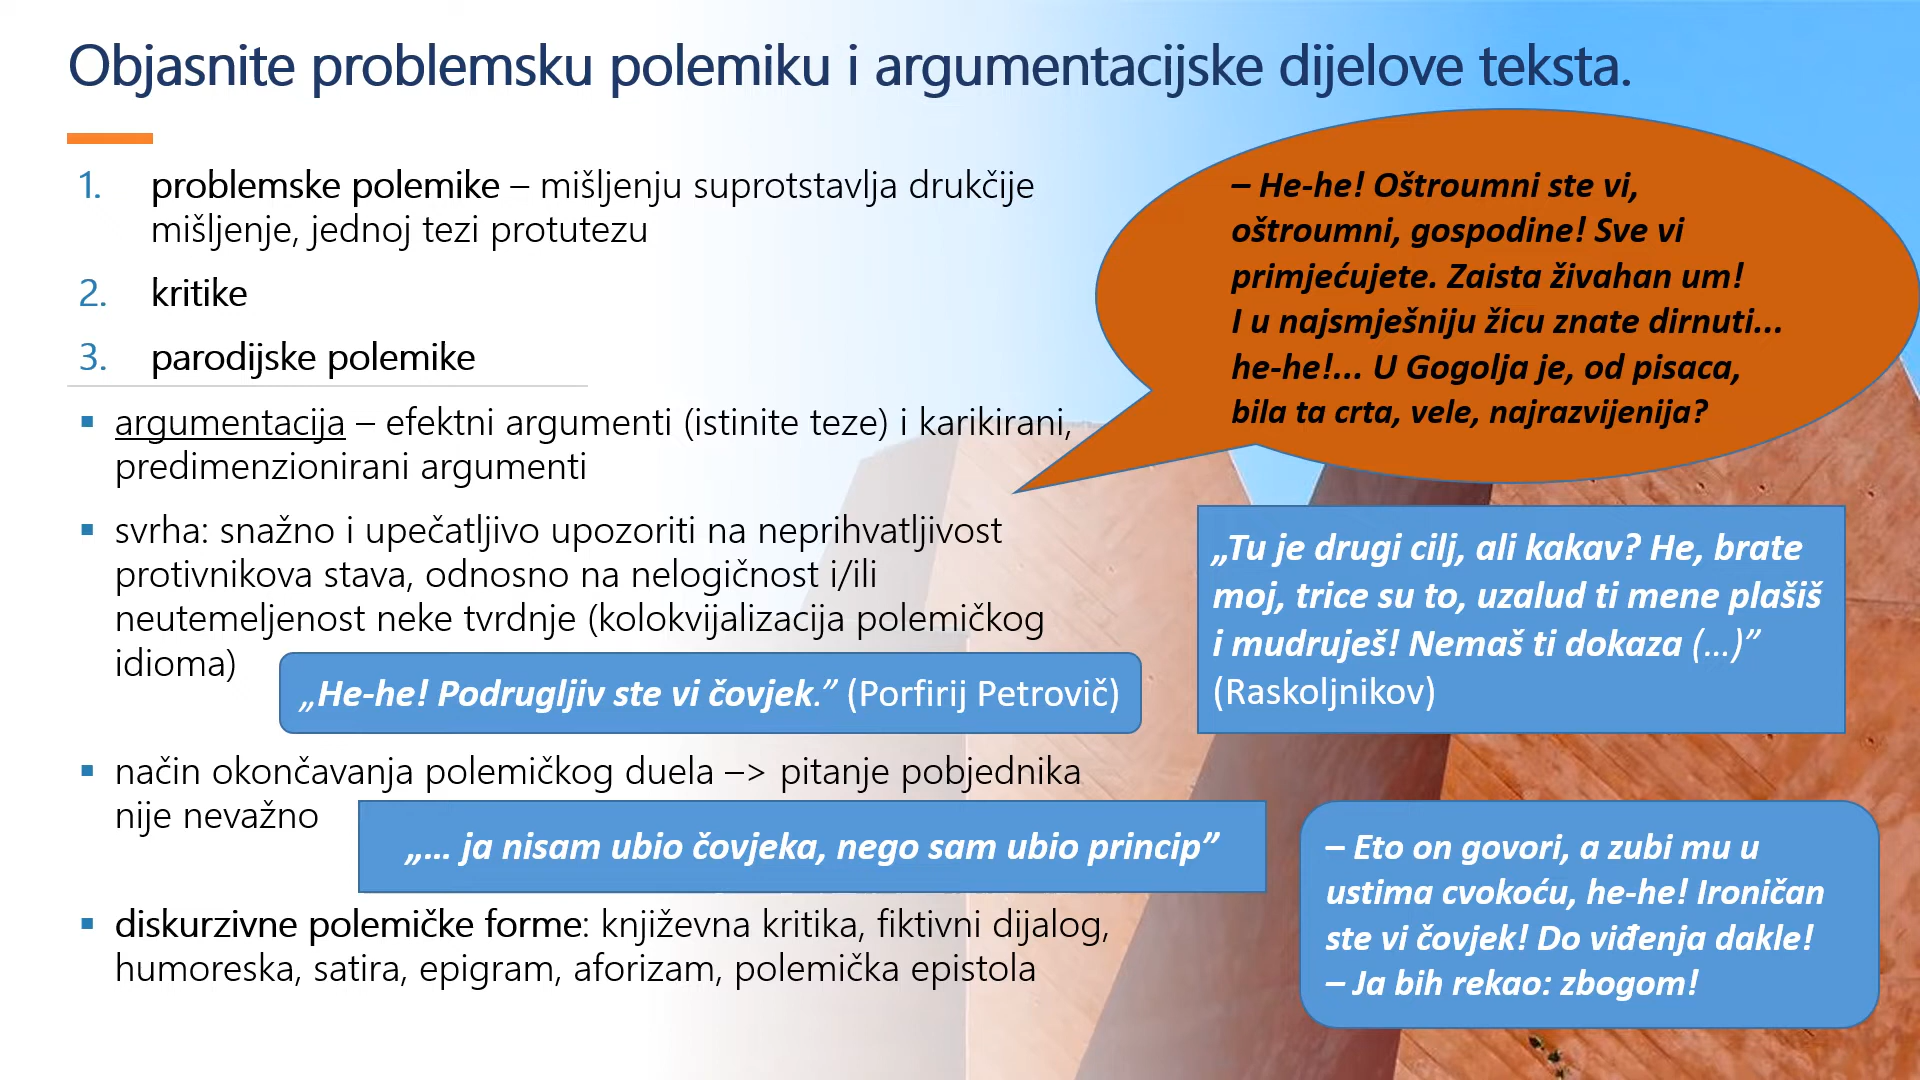 Objasnite problemsku polemiku i argumentacijske dijelove teksta.
1. problemske polemike – mišljenju suprotstavlja drukčije
mišljenje, jednoj tezi protutezu
2. kritike
3. parodijske polemike
▪ argumentacija – efektni argumenti (istinite teze) i karikirani,
predimenzionirani argumenti
▪ svrha: snažno i upečatljivo upozoriti na neprihvatljivost
protivnikova stava, odnosno na nelogičnost i/ili
neutemeljenost neke tvrdnje (kolokvijalizacija polemičkog
idioma)
„He-he! Podrugljiv ste vi čovjek.” (Porfirij Petrovič)
▪ način okončavanja polemičkog duela –> pitanje pobjednika
nije nevažno
„… ja nisam ubio čovjeka, nego sam ubio princip”
▪ diskurzivne polemičke forme: književna kritika, fiktivni dijalog,
humoreska, satira, epigram, aforizam, polemička epistola
– He-he! Oštroumni ste vi,
oštroumni, gospodine! Sve vi
primjećujete. Zaista živahan um!
I u najsmješniju žicu znate dirnuti...
he-he!... U Gogolja je, od pisaca,
bila ta crta, vele, najrazvijenija?
„Tu je drugi cilj, ali kakav? He, brate
moj, trice su to, uzalud ti mene plašiš
i mudruješ! Nemaš ti dokaza (…)”
(Raskoljnikov)
– Eto on govori, a zubi mu u
ustima cvokoću, he-he! Ironičan
ste vi čovjek! Do viđenja dakle!
– Ja bih rekao: zbogom!